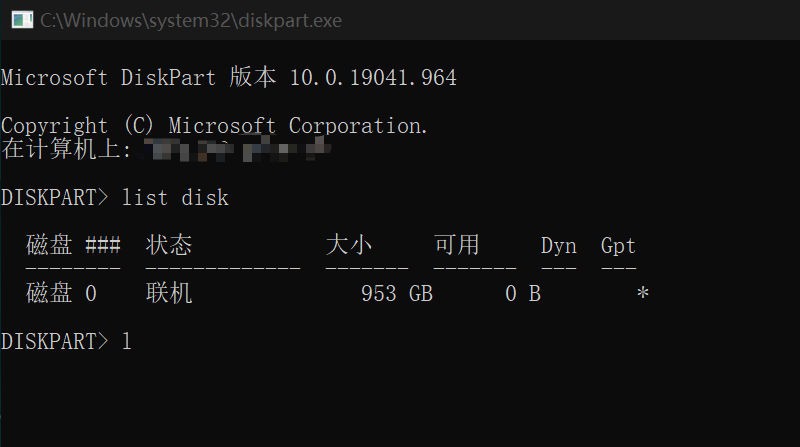 C:\Windows\system32\diskpart.exe
Microsoft DiskPart 版本 10.0.19041.964
Copyright (C) Microsoft Corporation.
在计算机上:
DISKPART> list disk
磁盘 ###  状态           大小     可用     Dyn  Gpt
--------  -------------  -------  -------  ---  ---
磁盘 0    联机              953 GB      0 B        *
DISKPART> l